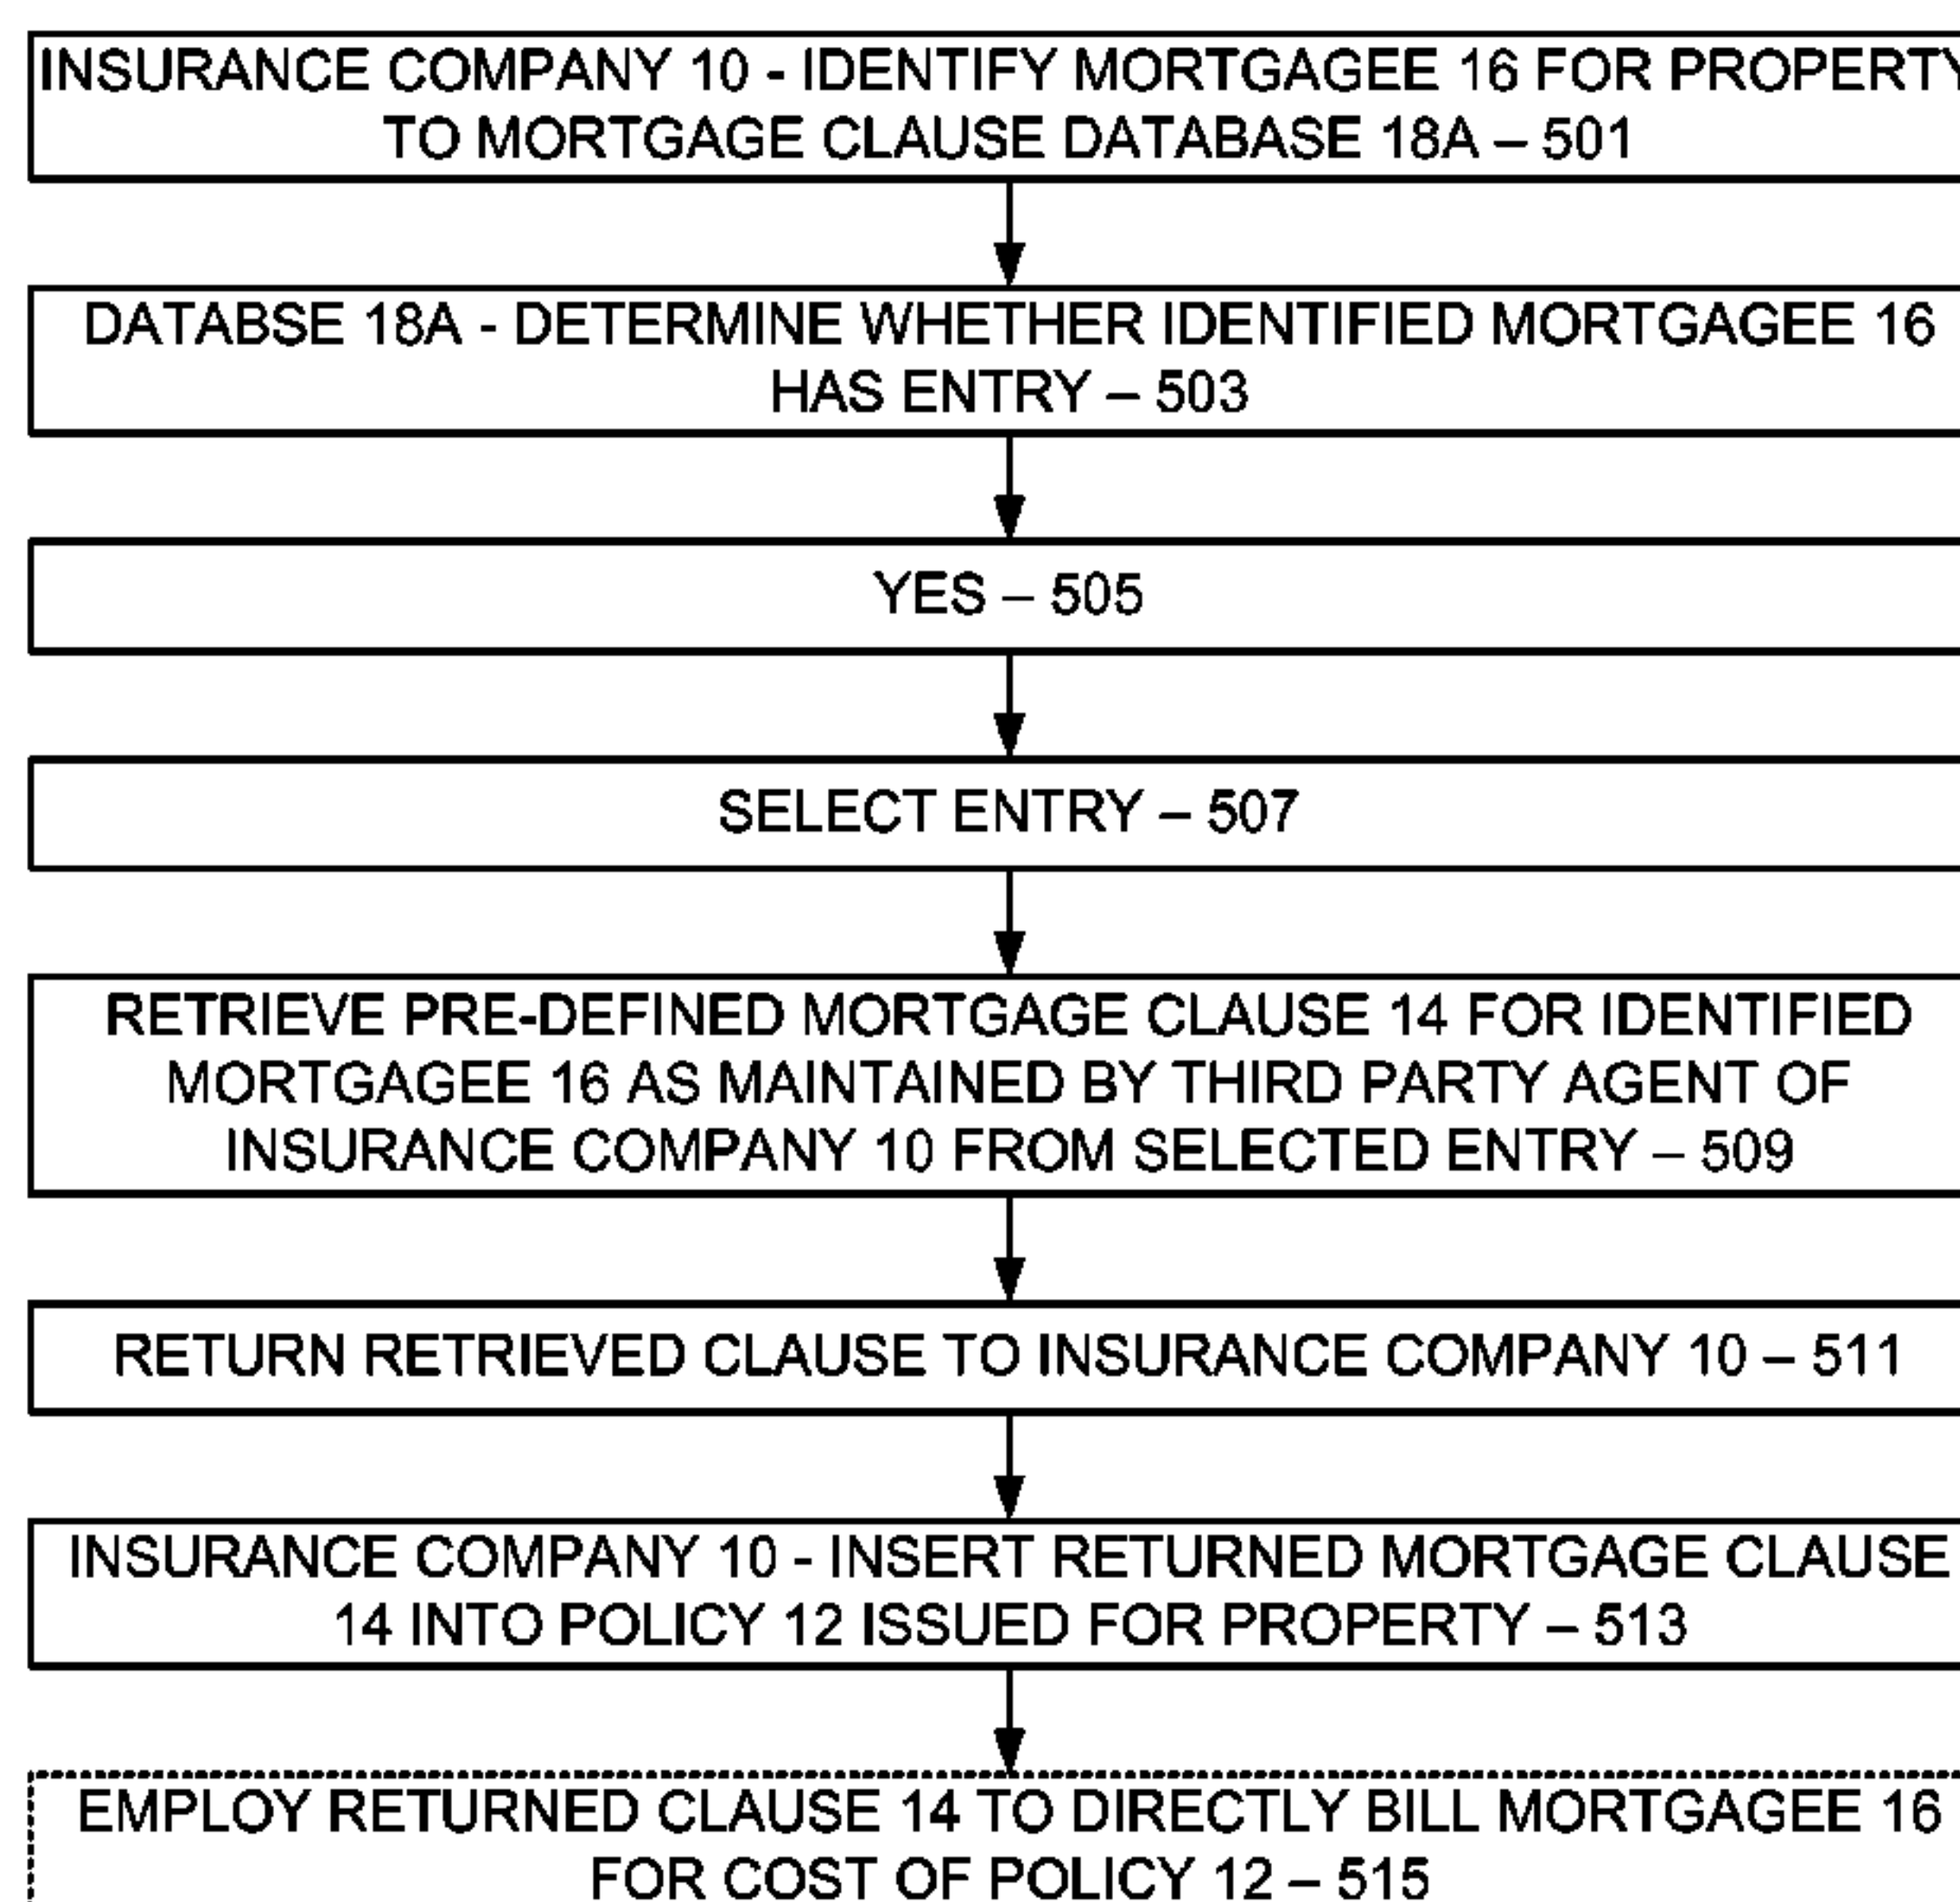 INSURANCE COMPANY 10 - IDENTIFY MORTGAGEE 16 FOR PROPERTY
TO MORTGAGE CLAUSE DATABASE 18A – 501
DATABSE 18A - DETERMINE WHETHER IDENTIFIED MORTGAGEE 16
HAS ENTRY – 503
YES – 505
SELECT ENTRY – 507
RETRIEVE PRE-DEFINED MORTGAGE CLAUSE 14 FOR IDENTIFIED
MORTGAGEE 16 AS MAINTAINED BY THIRD PARTY AGENT OF
INSURANCE COMPANY 10 FROM SELECTED ENTRY – 509
RETURN RETRIEVED CLAUSE TO INSURANCE COMPANY 10 – 511
INSURANCE COMPANY 10 - INSERT RETURNED MORTGAGE CLAUSE
14 INTO POLICY 12 ISSUED FOR PROPERTY – 513
EMPLOY RETURNED CLAUSE 14 TO DIRECTLY BILL MORTGAGEE 16
FOR COST OF POLICY 12 – 515